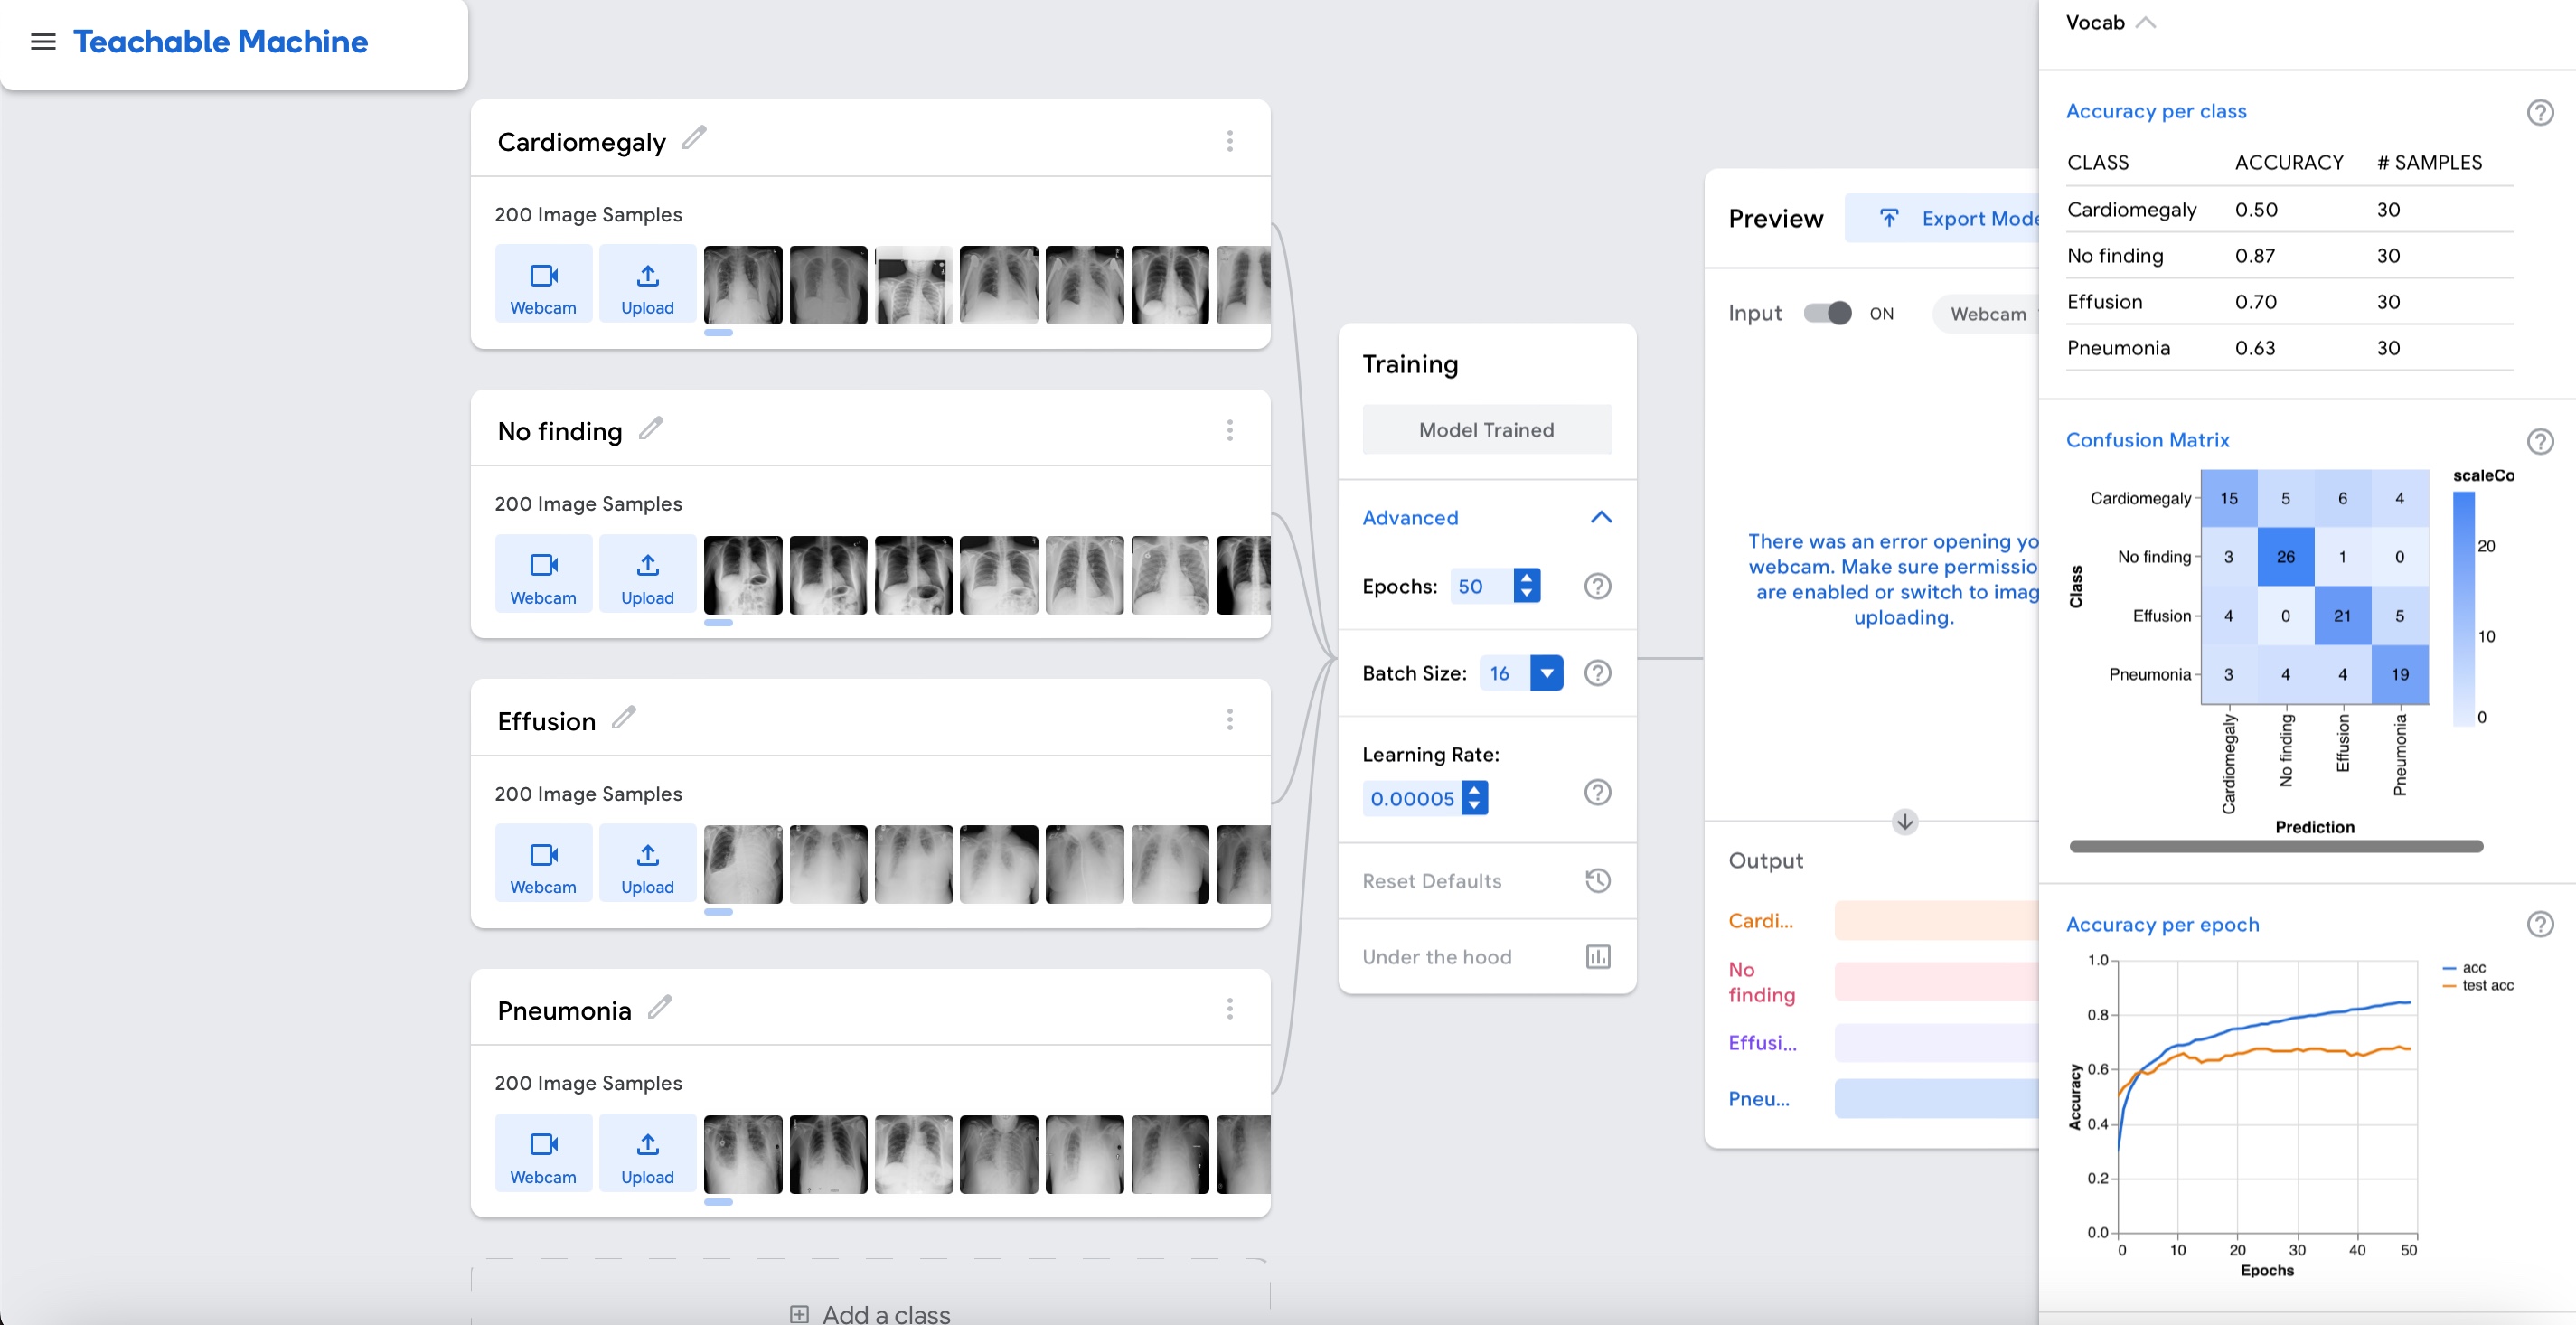 Teachable Machine
Cardiomegaly
200 Image Samples
Webcam
Upload
No finding
200 Image Samples
Webcam
Upload
Effusion
200 Image Samples
Webcam
Upload
Pneumonia
200 Image Samples
Webcam
Upload
Add a class
Training
Model Trained
Advanced
Epochs: 50
Batch Size: 16
Learning Rate:
0.00005
Reset Defaults
Under the hood
Preview
Export Mode
Input ON Webcam
There was an error opening yo
webcam. Make sure permissio
are enabled or switch to imag
uploading.
Output
Cardi...
No
finding
Effusi...
Pneu...
Vocab
Accuracy per class
CLASS ACCURACY # SAMPLES
Cardiomegaly 0.50 30
No finding 0.87 30
Effusion 0.70 30
Pneumonia 0.63 30
Confusion Matrix
scaleCo
Cardiomegaly 15 5 6 4
No finding 3 26 1 0
Effusion 4 0 21 5
Pneumonia 3 4 4 19
Class
20
10
0
Cardiomegaly
No finding
Effusion
Pneumonia
Prediction
Accuracy per epoch
acc
test acc
1.0
0.8
0.6
0.4
0.2
0.0
Accuracy
0 10 20 30 40 50
Epochs